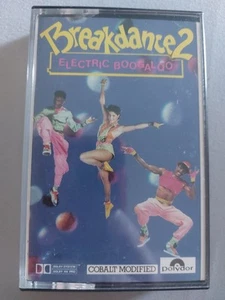 Breakdance 2
ELECTRIC BOOGALOO
COBALT MODIFIED
polydor